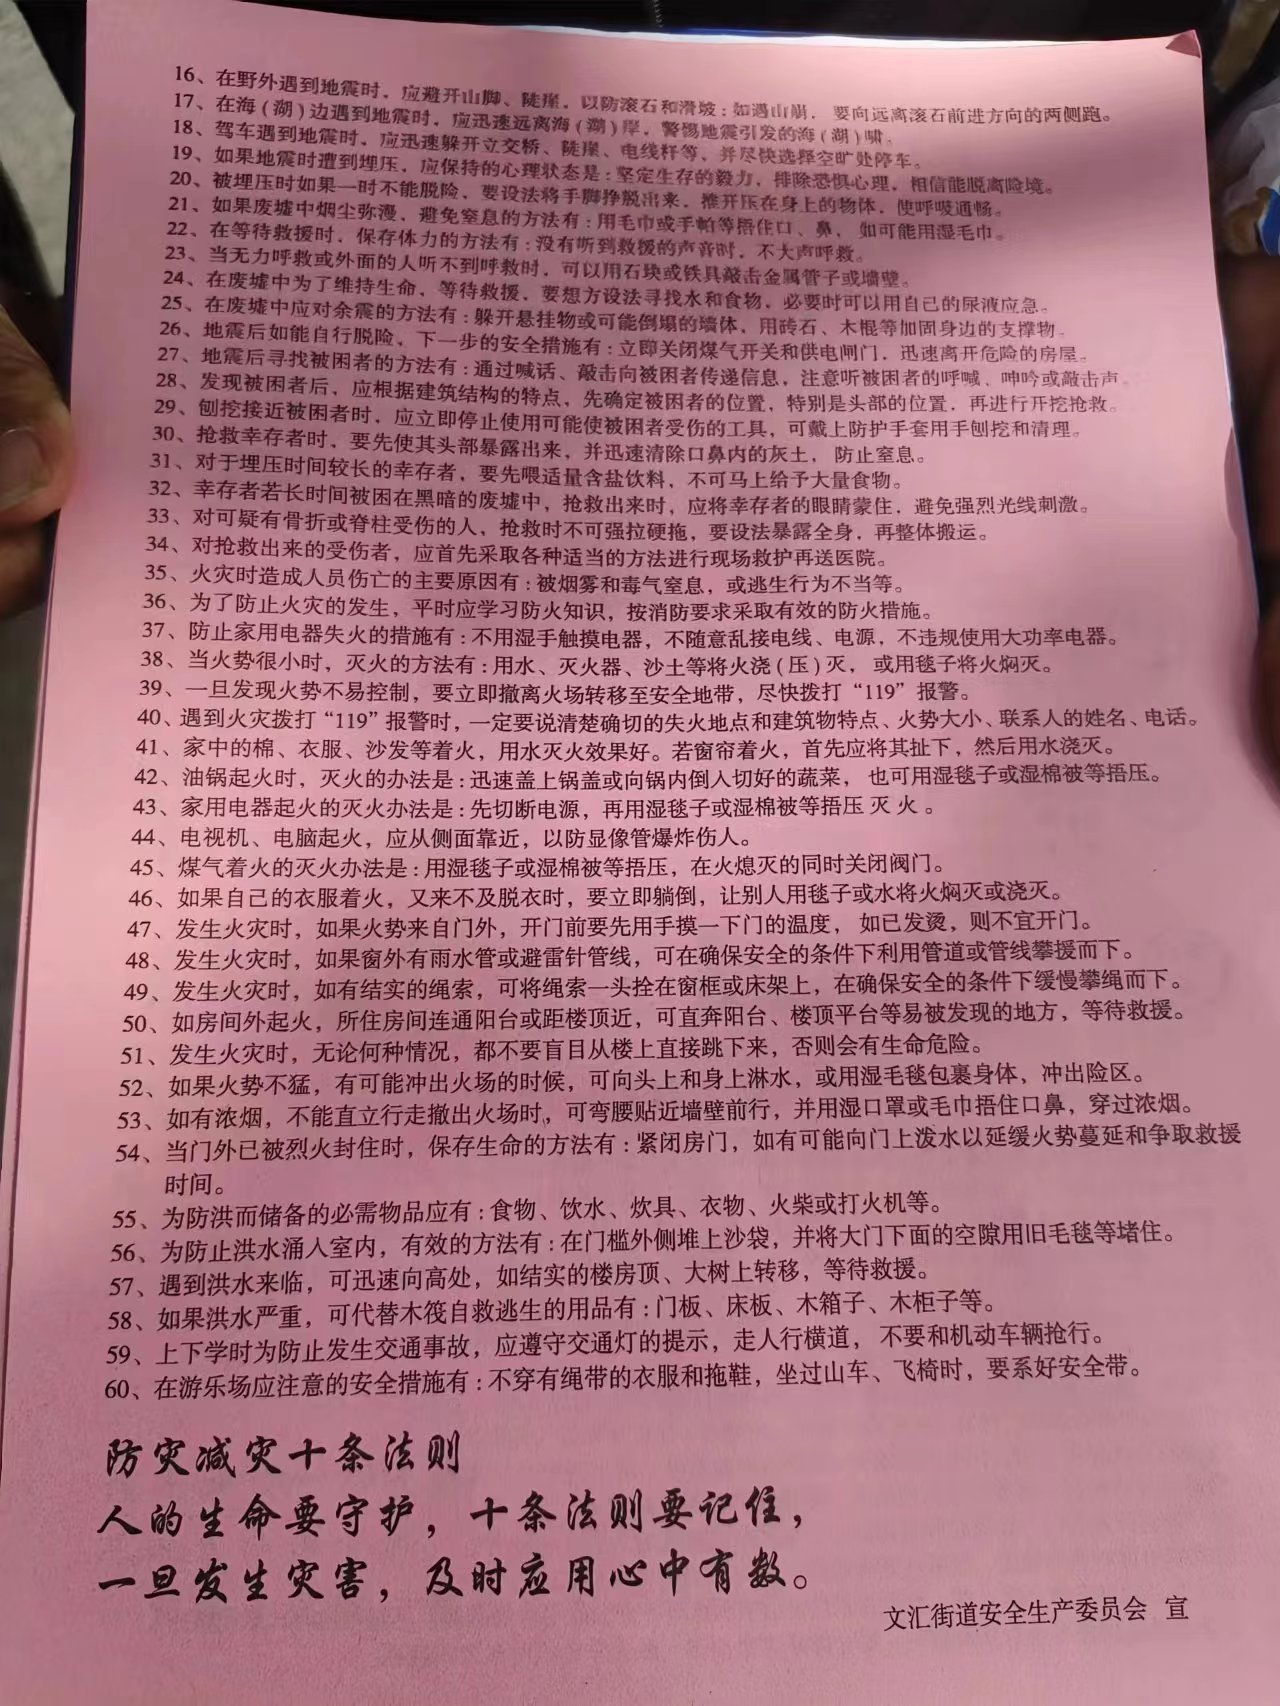 16、在野外遇到地震时，应避开山脚、陡崖，以防滚石和滑坡：如遇山崩，要向远离滚石前进方向的两侧跑。
17、在海(湖)边遇到地震时，应迅速远离海(湖)岸，警惕地震引发的海(湖)啸。
18、驾车遇到地震时，应迅速躲开立交桥、陡崖、电线杆等，并尽快选择空旷处停车。
19、如果地震时遭到埋压，应保持的心理状态是：坚定生存的毅力，排除恐惧心理，相信能脱离险境。
20、被埋压时如果一时不能脱险，要设法将手脚挣脱出来，推开压在身上的物体，使呼吸通畅。
21、如果废墟中烟尘弥漫，避免窒息的方法有：用毛巾或手帕等捂住口、鼻，如可能用湿毛巾。
22、在等待救援时，保存体力的方法有：没有听到救援的声音时，不大声呼救。
23、当无力呼救或外面的人听不到呼救时，可以用石块或铁具敲击金属管子或墙壁。
24、在废墟中为了维持生命，等待救援，要想方设法寻找水和食物，必要时可以用自己的尿液应急。
25、在废墟中应对余震的方法有：躲开悬挂物或可能倒塌的墙体，用砖石、木棍等加固身边的支撑物。
26、地震后如能自行脱险，下一步的安全措施有：立即关闭煤气开关和供电闸门，迅速离开危险的房屋。
27、地震后寻找被困者的方法有：通过喊话、敲击向被困者传递信息，注意听被困者的呼喊、呻吟或敲击声。
28、发现被困者后，应根据建筑结构的特点，先确定被困者的位置，特别是头部的位置，再进行开挖抢救。
29、刨挖接近被困者时，应立即停止使用可能使被困者受伤的工具，可戴上防护手套用手刨挖和清理。
30、抢救幸存者时，要先使其头部暴露出来，并迅速清除口鼻内的灰土，防止窒息。
31、对于埋压时间较长的幸存者，要先喂适量含盐饮料，不可马上给予大量食物。
32、幸存者若长时间被困在黑暗的废墟中，抢救出来时，应将幸存者的眼睛蒙住，避免强烈光线刺激。
33、对可疑有骨折或脊柱受伤的人，抢救时不可强拉硬拖，要设法暴露全身，再整体搬运。
34、对抢救出来的受伤者，应首先采取各种适当的方法进行现场救护再送医院。
35、火灾时造成人员伤亡的主要原因有：被烟雾和毒气窒息，或逃生行为不当等。
36、为了防止火灾的发生，平时应学习防火知识，按消防要求采取有效的防火措施。
37、防止家用电器失火的措施有：不用湿手触摸电器，不随意乱接电线、电源，不违规使用大功率电器。
38、当火势很小时，灭火的方法有：用水、灭火器、沙土等将火浇(压)灭，或用毯子将火焖灭。
39、一旦发现火势不易控制，要立即撤离火场转移至安全地带，尽快拨打“119”报警。
40、遇到火灾拨打“119”报警时，一定要说清楚确切的失火地点和建筑物特点、火势大小、联系人的姓名、电话。
41、家中的棉、衣服、沙发等着火，用水灭火效果好。若窗帘着火，首先应将其扯下，然后用水浇灭。
42、油锅起火时，灭火的办法是：迅速盖上锅盖或向锅内倒人切好的蔬菜，也可用湿毯子或湿棉被等捂压。
43、家用电器起火的灭火办法是：先切断电源，再用湿毯子或湿棉被等捂压 灭 火 。
44、电视机、电脑起火，应从侧面靠近，以防显像管爆炸伤人。
45、煤气着火的灭火办法是：用湿毯子或湿棉被等捂压，在火熄灭的同时关闭阀门。
46、如果自己的衣服着火，又来不及脱衣时，要立即躺倒，让别人用毯子或水将火焖灭或浇灭。
47、发生火灾时，如果火势来自门外，开门前要先用手摸一下门的温度，如已发烫，则不宜开门。
48、发生火灾时，如果窗外有雨水管或避雷针管线，可在确保安全的条件下利用管道或管线攀援而下。
49、发生火灾时，如有结实的绳索，可将绳索一头拴在窗框或床架上，在确保安全的条件下缓慢攀绳而下。
50、如房间外起火，所住房间连通阳台或距楼顶近，可直奔阳台、楼顶平台等易被发现的地方，等待救援。
51、发生火灾时，无论何种情况，都不要盲目从楼上直接跳下来，否则会有生命危险。
52、如果火势不猛，有可能冲出火场的时候，可向头上和身上淋水，或用湿毛毯包裹身体，冲出险区。
53、如有浓烟，不能直立行走撤出火场时，可弯腰贴近墙壁前行，并用湿口罩或毛巾捂住口鼻，穿过浓烟。
54、当门外已被烈火封住时，保存生命的方法有：紧闭房门，如有可能向门上泼水以延缓火势蔓延和争取救援
时间。
55、为防洪而储备的必需物品应有：食物、饮水、炊具、衣物、火柴或打火机等。
56、为防止洪水涌人室内，有效的方法有：在门槛外侧堆上沙袋，并将大门下面的空隙用旧毛毯等堵住。
57、遇到洪水来临，可迅速向高处，如结实的楼房顶、大树上转移，等待救援。
58、如果洪水严重，可代替木筏自救逃生的用品有：门板、床板、木箱子、木柜子等。
59、上下学时为防止发生交通事故，应遵守交通灯的提示，走人行横道，不要和机动车辆抢行。
60、在游乐场应注意的安全措施有：不穿有绳带的衣服和拖鞋，坐过山车、飞椅时，要系好安全带。
防灾减灾十条法则
人的生命要守护，十条法则要记住，
一旦发生灾害，及时应用心中有数。
文汇街道安全生产委员会 宣